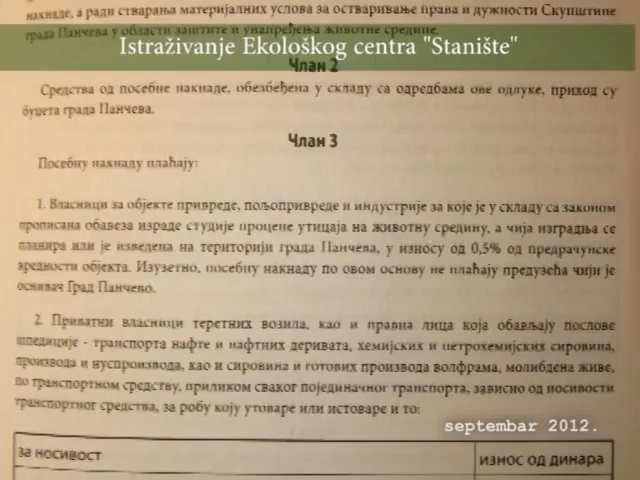 накнаде, а ради стварања материјалних услова за остваривање права и дужности Скупштине
града Панчева у области заштите и унапређења животне средине.
Istraživanje Ekološkog centra "Stanište"
Члан 2
Средства од посебне накнаде, обезбеђена у складу са одредбама ове одлуке, приход су
буџета града Панчева.
Члан 3
Посебну накнаду плаћају:
1. Власници за објекте привреде, пољопривреде и индустрије за које је у складу са законом
прописана обавеза израде студије процене утицаја на животну средину, а чија изградња се
планира или је изведена на територији града Панчева, у износу од 0,5% од предрачунске
вредности објекта. Изузетно, посебну накнаду по овом основу не плаћају предузећа чији је
оснивач Град Панчево.
2. Приватни власници теретних возила, као и правна лица која обављају послове
шпедиције - транспорта нафте и нафтних деривата, хемијских и петрохемијских сировина,
производа и нуспроизвода, као и сировина и готових производа волфрама, молибдена живе,
по транспортном средству, приликом сваког појединачног транспорта, зависно од носивости
транспортног средства, за робу коју утоваре или истоваре и то:
septembar 2012.
за носивост
износ од динара